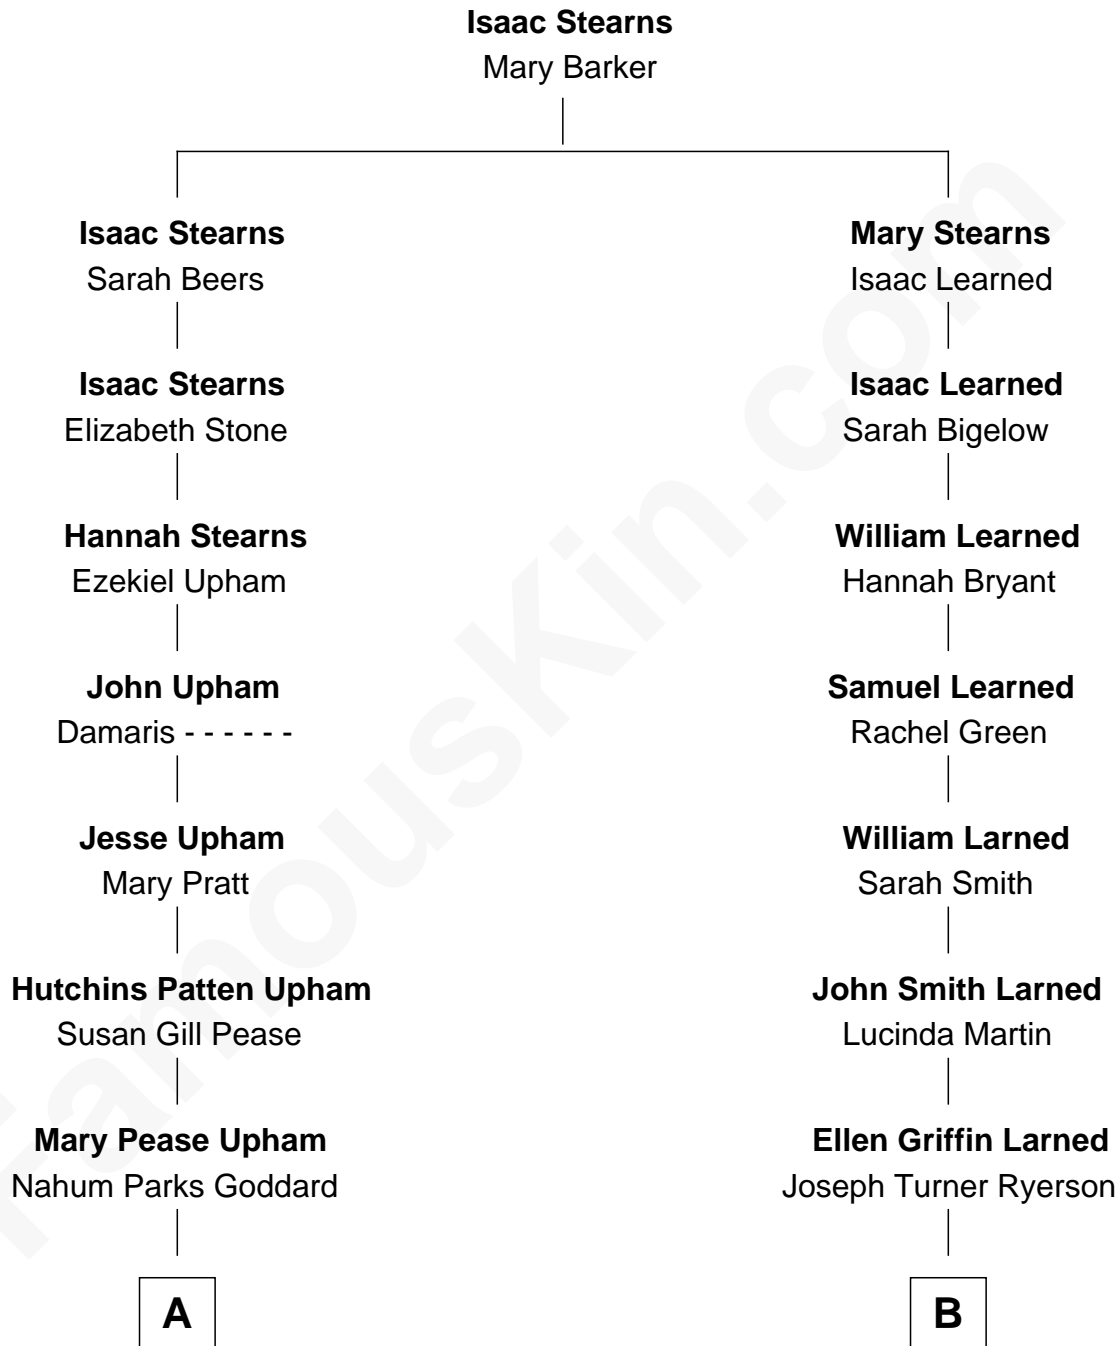 Isaac Stearns
Mary Barker
Isaac Stearns
Sarah Beers
Mary Stearns
Isaac Learned
Isaac Stearns
Elizabeth Stone
Isaac Learned
Sarah Bigelow
Hannah Stearns
Ezekiel Upham
William Learned
Hannah Bryant
John Upham
Damaris - - - - - -
Samuel Learned
Rachel Green
Jesse Upham
Mary Pratt
William Larned
Sarah Smith
Hutchins Patten Upham
Susan Gill Pease
John Smith Larned
Lucinda Martin
Mary Pease Upham
Nahum Parks Goddard
Ellen Griffin Larned
Joseph Turner Ryerson
A
B
FamousKin.com